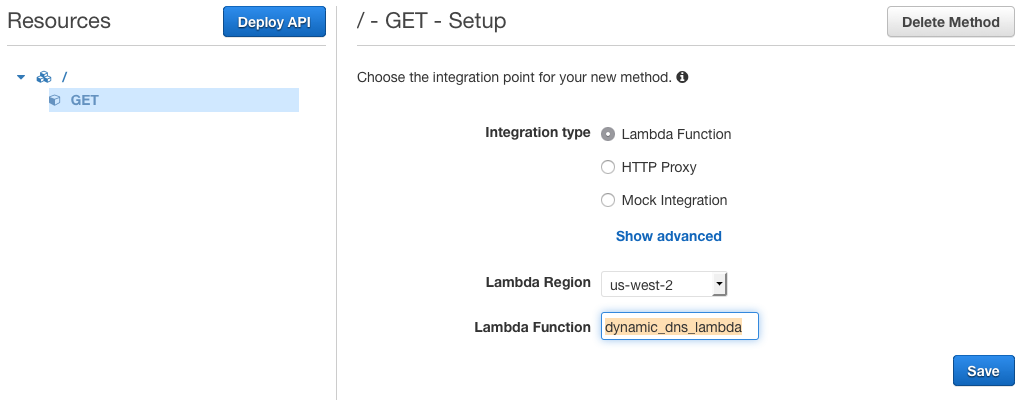 Resources
Deploy API
/
GET
/ - GET - Setup
Delete Method
Choose the integration point for your new method.
Integration type
Lambda Function
HTTP Proxy
Mock Integration
Show advanced
Lambda Region
us-west-2
Lambda Function
dynamic_dns_lambda
Save